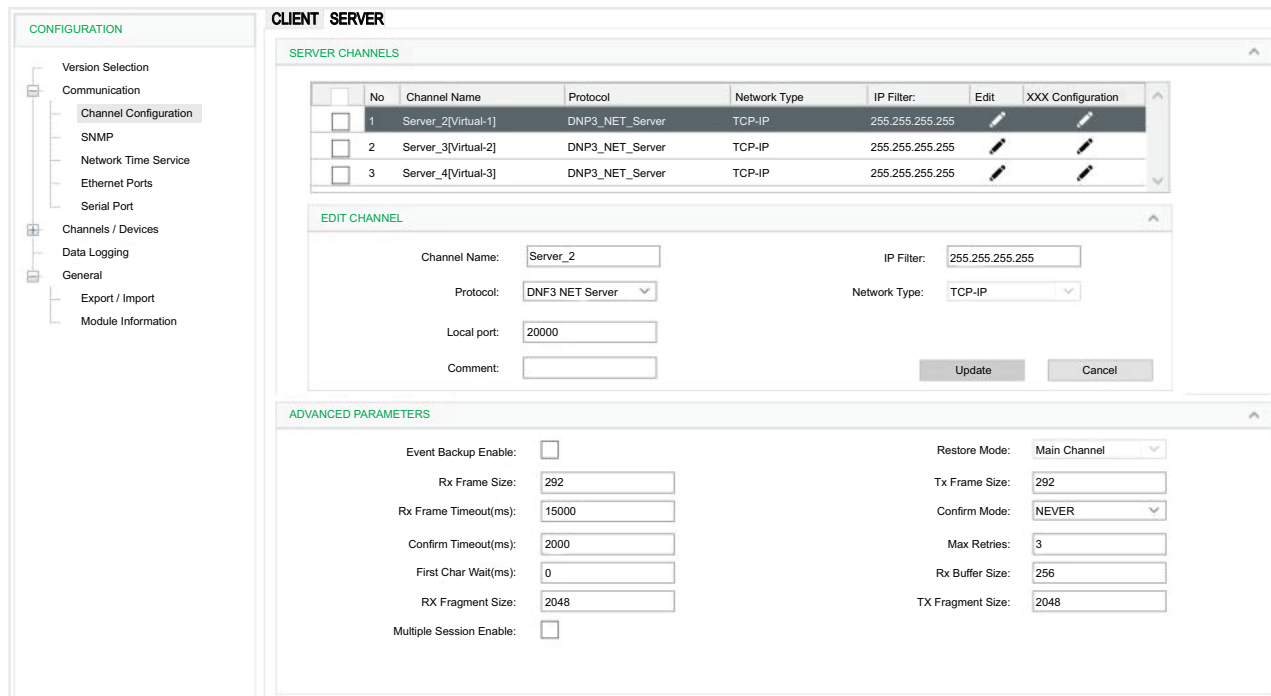 CONFIGURATION
Version Selection
Communication
Channel Configuration
SNMP
Network Time Service
Ethernet Ports
Serial Port
Channels / Devices
Data Logging
General
Export / Import
Module Information
CLIENT SERVER
SERVER CHANNELS
No Channel Name Protocol Network Type IP Filter: Edit XXX Configuration
1 Server_2[Virtual-1] DNP3_NET_Server TCP-IP 255.255.255.255
2 Server_3[Virtual-2] DNP3_NET_Server TCP-IP 255.255.255.255
3 Server_4[Virtual-3] DNP3_NET_Server TCP-IP 255.255.255.255
EDIT CHANNEL
Channel Name: Server_2 IP Filter: 255.255.255.255
Protocol: DNF3 NET Server Network Type: TCP-IP
Local port: 20000
Comment: Update Cancel
ADVANCED PARAMETERS
Event Backup Enable: Restore Mode: Main Channel
Rx Frame Size: 292 Tx Frame Size: 292
Rx Frame Timeout(ms): 15000 Confirm Mode: NEVER
Confirm Timeout(ms): 2000 Max Retries: 3
First Char Wait(ms): 0 Rx Buffer Size: 256
RX Fragment Size: 2048 TX Fragment Size: 2048
Multiple Session Enable: